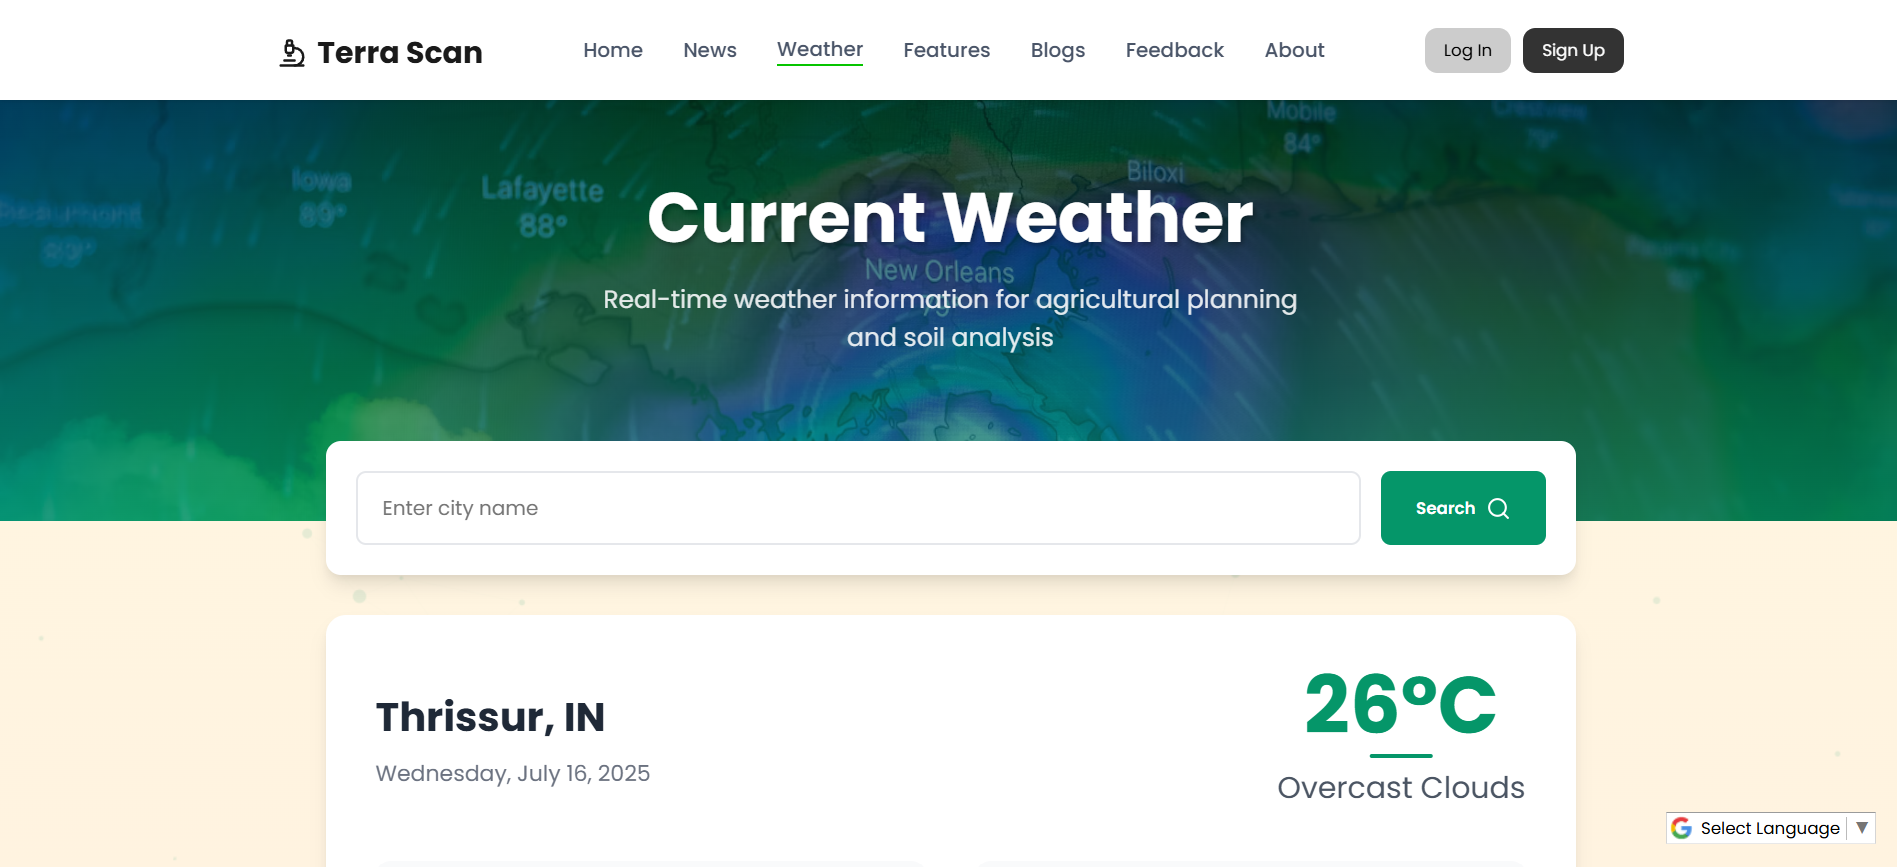 Terra Scan
Home
News
Weather
Features
Blogs
Feedback
About
Log In
Sign Up
Mobile
84°
Iowa
89°
Lafayette
88°
Biloxi
Current Weather
New Orleans
Real-time weather information for agricultural planning
and soil analysis
Enter city name
Search
Thrissur, IN
Wednesday, July 16, 2025
26°C
Overcast Clouds
Select Language